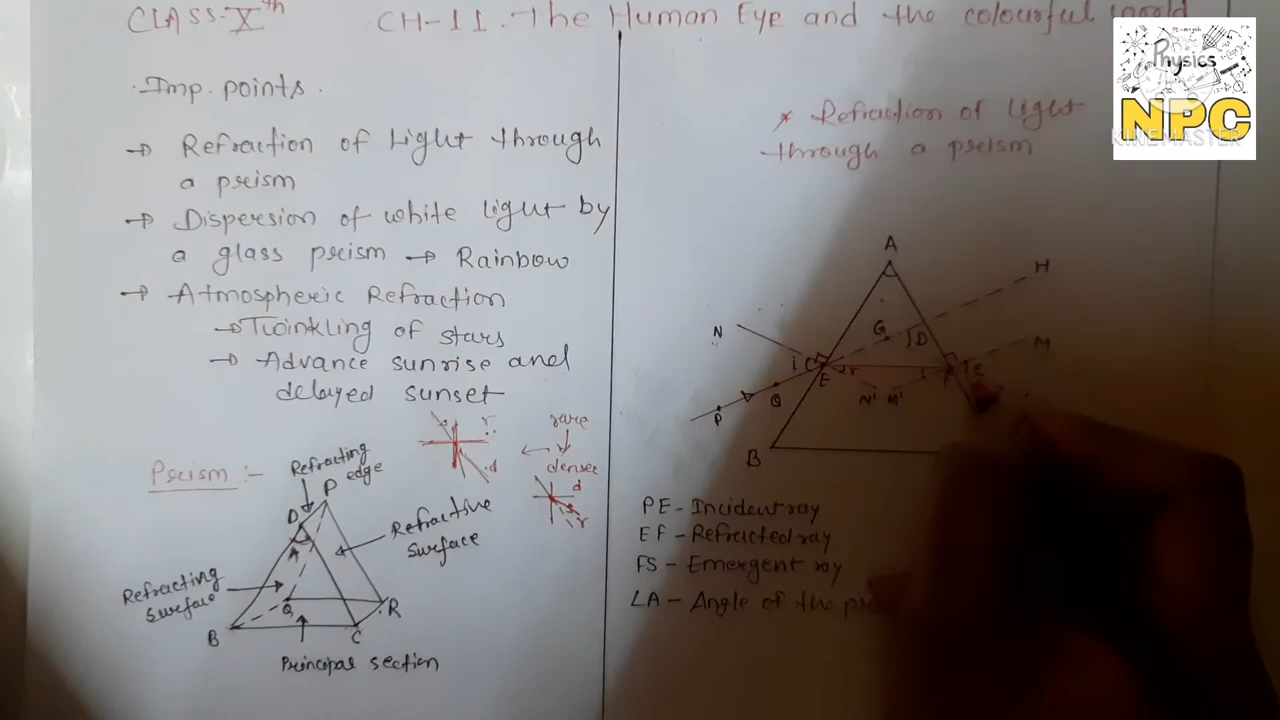 CLASS-Xth CH-11. The Human Eye and the colourful world
Imp. points.
→ Refraction of Light through
a prism
→ Dispersion of white light by
a glass prism → Rainbow
→ Atmospheric Refraction
→ Twinkling of stars
→ Advance sunrise and
delayed sunset
Prism :-
Refracting
edge
P
D
A
Refractive
surface
Refracting
surface
Q
R
B
C
Principal section
r
d
rare
denser
d
r
* Refraction of light
through a prism
A
H
N
G
D
M
i
E
r
F
e
Q
N' M'
P
B
PE - Incident ray
EF - Refracted ray
FS - Emergent ray
∠A - Angle of the
Physics
NPC
KINEMASTER